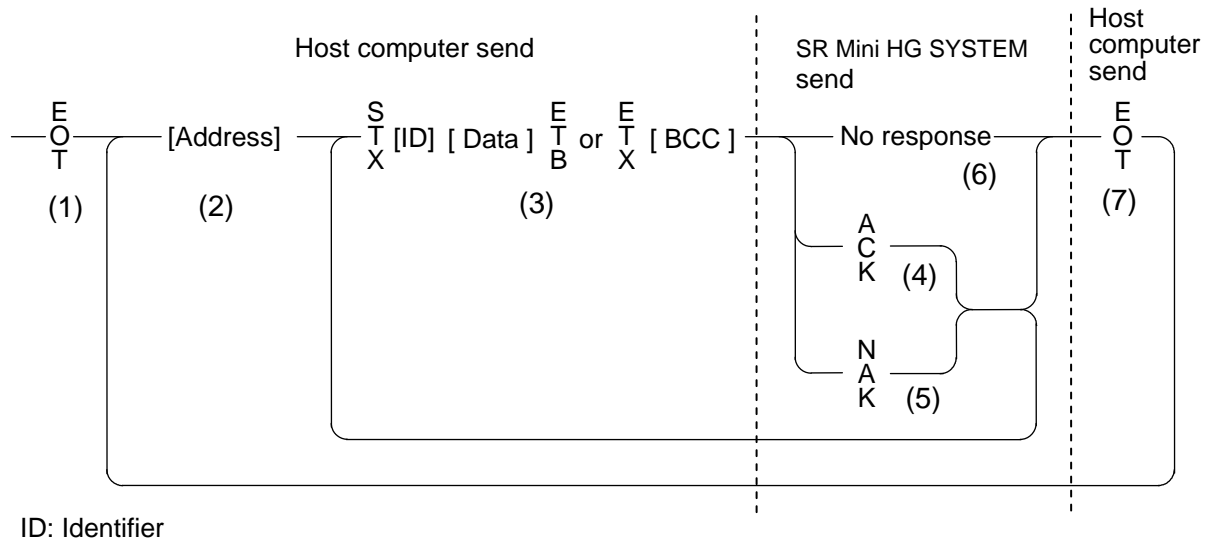 Host computer send
SR Mini HG SYSTEM
send
Host
computer
send
EOT
[Address]
STX [ID] [ Data ] ETB or ETX [ BCC ]
No response
EOT
(1)
(2)
(3)
(6)
(7)
ACK
(4)
NAK
(5)
ID: Identifier